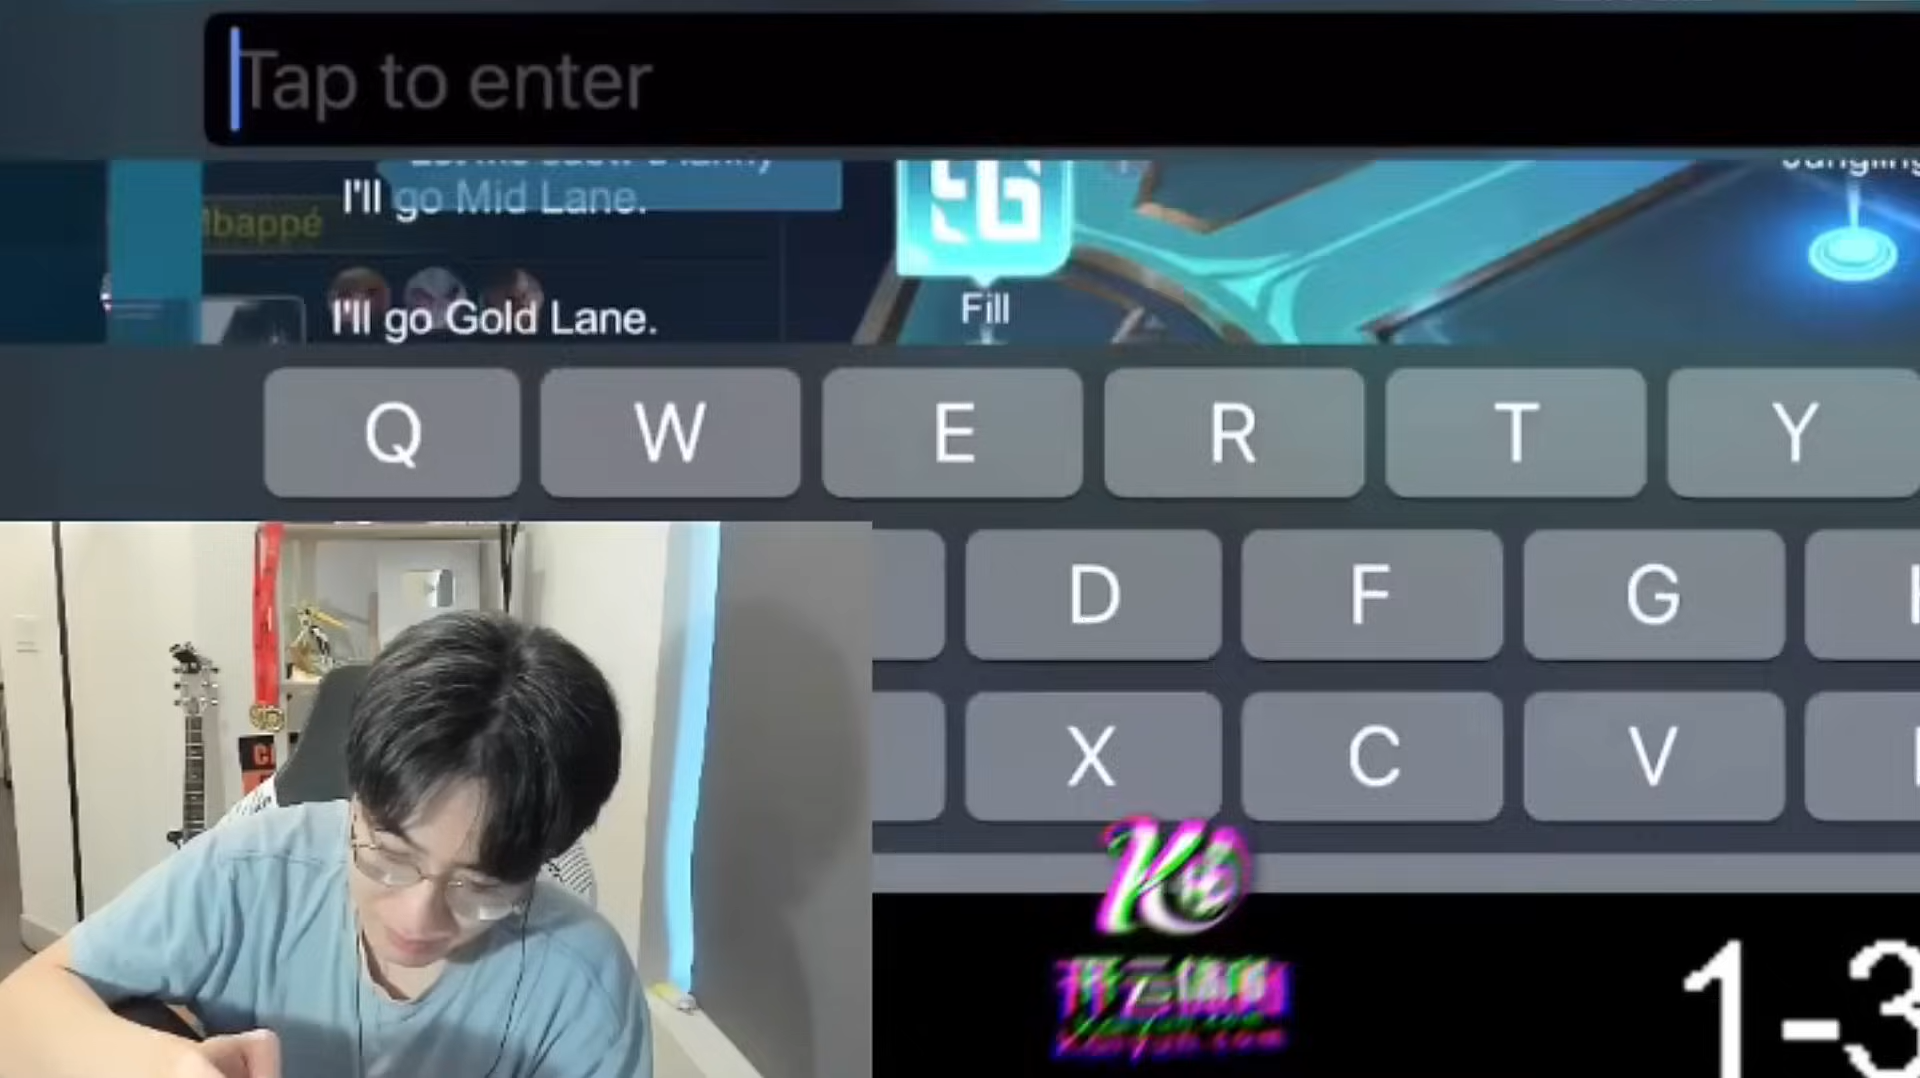 Tap to enter
I'll go Mid Lane.
Mbappé
I'll go Gold Lane.
Fill
Q W E R T Y
D F G
X C V
1-3